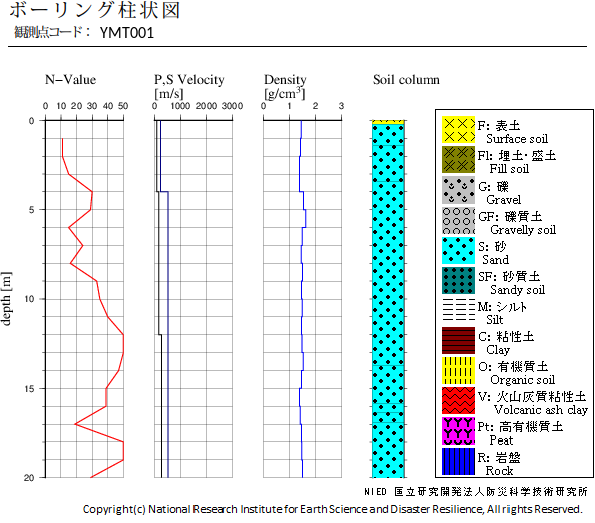 ボーリング柱状図
観測点コード： YMT001
N-Value
P,S Velocity
[m/s]
Density
[g/cm³]
Soil column
0 10 20 30 40 50
0 1000 2000 3000
0 1 2 3
0
5
10
15
20
depth [m]
F: 表土
Surface soil
Fl: 埋土・盛土
Fill soil
G: 礫
Gravel
GF: 礫質土
Gravelly soil
S: 砂
Sand
SF: 砂質土
Sandy soil
M: シルト
Silt
C: 粘性土
Clay
O: 有機質土
Organic soil
V: 火山灰質粘性土
Volcanic ash clay
Pt: 高有機質土
Peat
R: 岩盤
Rock
NIED 国立研究開発法人防災科学技術研究所
Copyright(c) National Research Institute for Earth Science and Disaster Resilience, All rights Reserved.